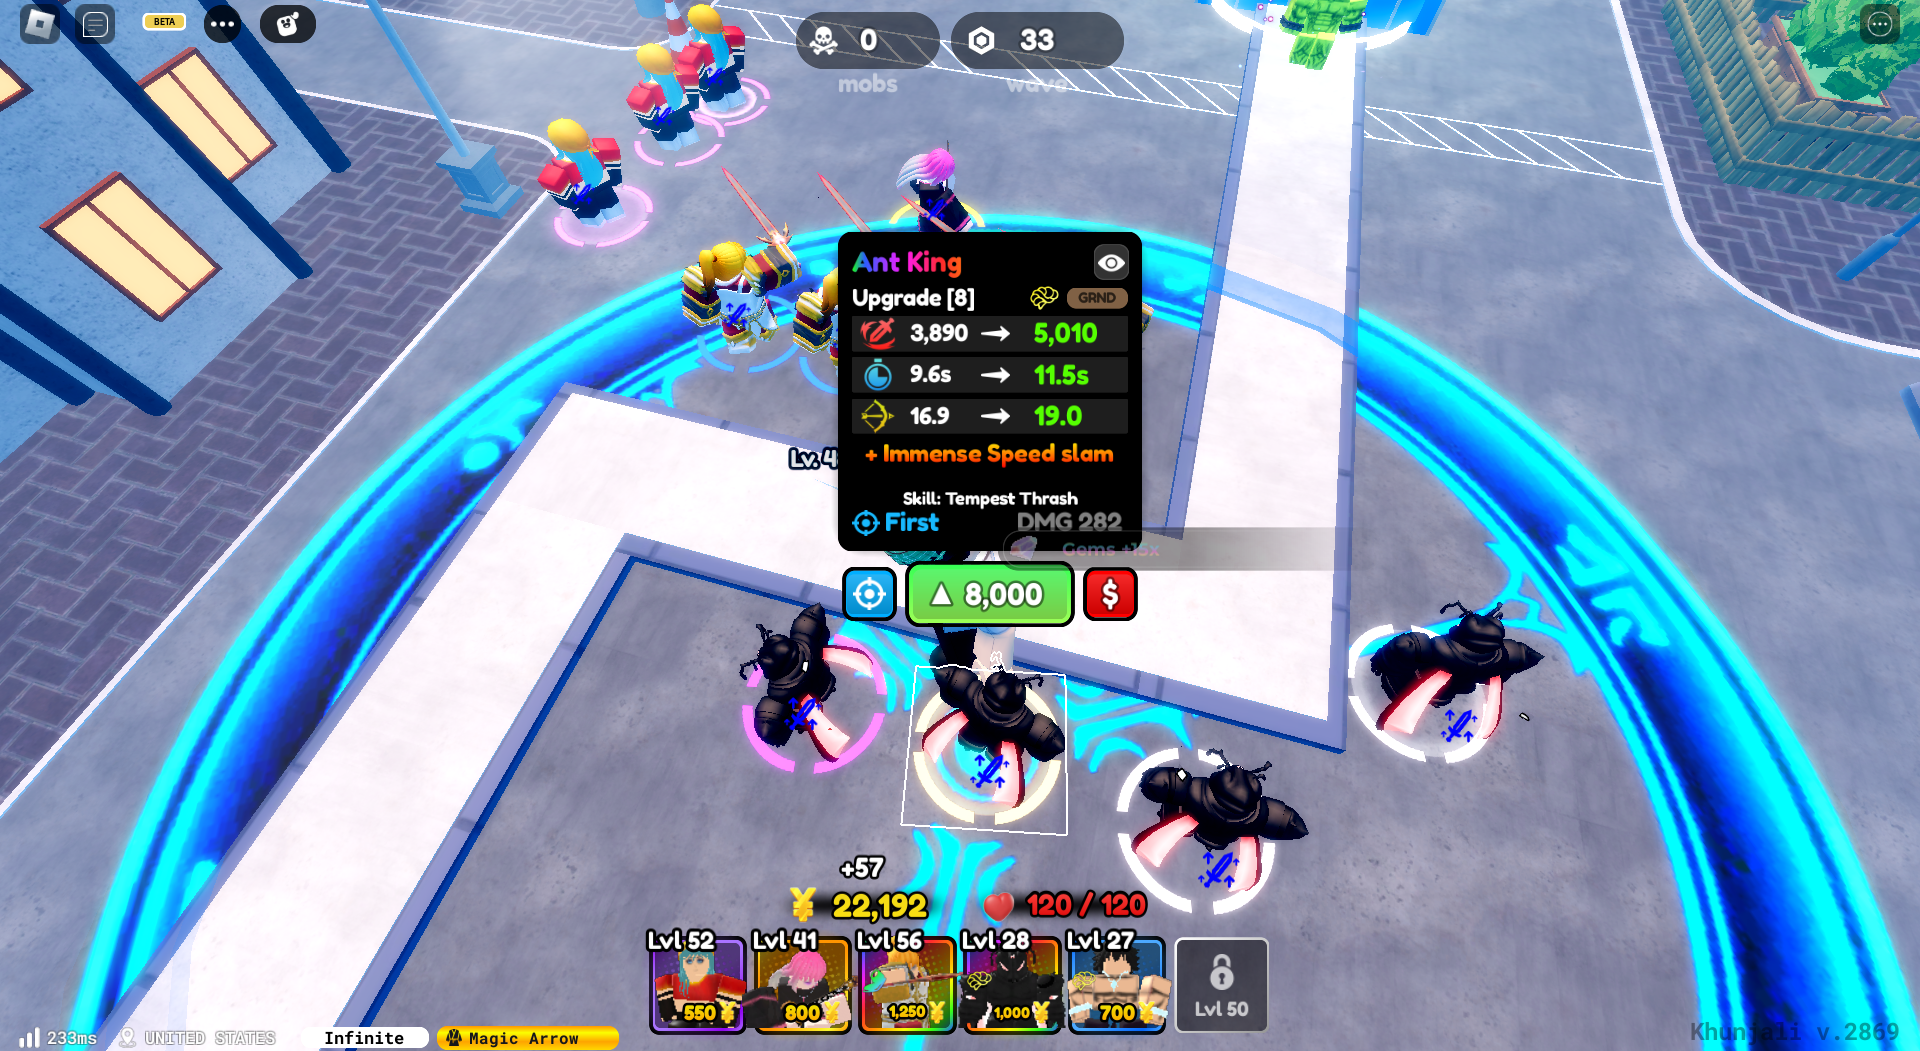 BETA
0
mobs
33
wave
Ant King
Upgrade [8]
GRND
3,890 → 5,010
9.6s → 11.5s
16.9 → 19.0
+ Immense Speed slam
Skill: Tempest Thrash
First
DMG 282
Lv. 4
Gems +15x
8,000
$
+57
¥ 22,192
120 / 120
Lvl 52
550 ¥
Lvl 41
800 ¥
Lvl 56
1,250 ¥
Lvl 28
1,000 ¥
Lvl 27
700 ¥
Lvl 50
233ms
UNITED STATES
Infinite
Magic Arrow
Khunjali v.2869